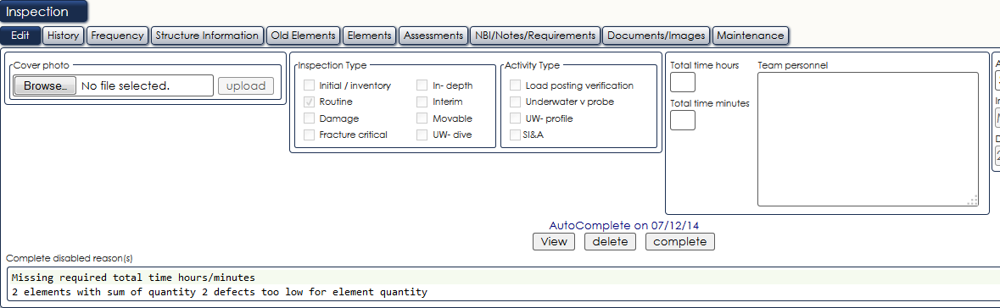 Inspection
Edit History Frequency Structure Information Old Elements Elements Assessments NBI/Notes/Requirements Documents/Images Maintenance
Cover photo
Browse... No file selected. upload
Inspection Type
Initial / inventory In- depth
Routine Interim
Damage Movable
Fracture critical UW- dive
Activity Type
Load posting verification
Underwater v probe
UW- profile
SI&A
Total time hours
Total time minutes
Team personnel
AutoComplete on 07/12/14
View delete complete
Complete disabled reason(s)
Missing required total time hours/minutes
2 elements with sum of quantity 2 defects too low for element quantity